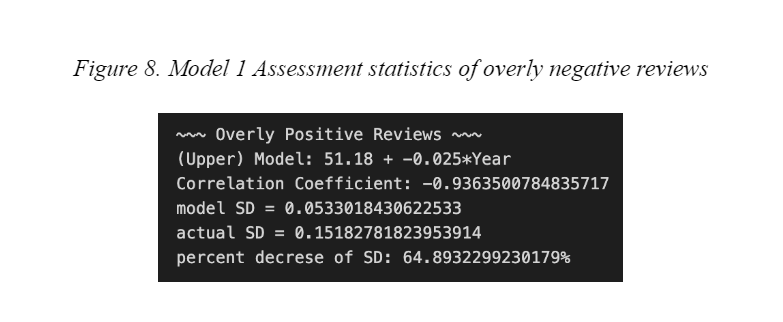 Figure 8. Model 1 Assessment statistics of overly negative reviews
~~~ Overly Positive Reviews ~~~
(Upper) Model: 51.18 + -0.025*Year
Correlation Coefficient: -0.9363500784835717
model SD = 0.0533018430622533
actual SD = 0.15182781823953914
percent decrese of SD: 64.8932299230179%